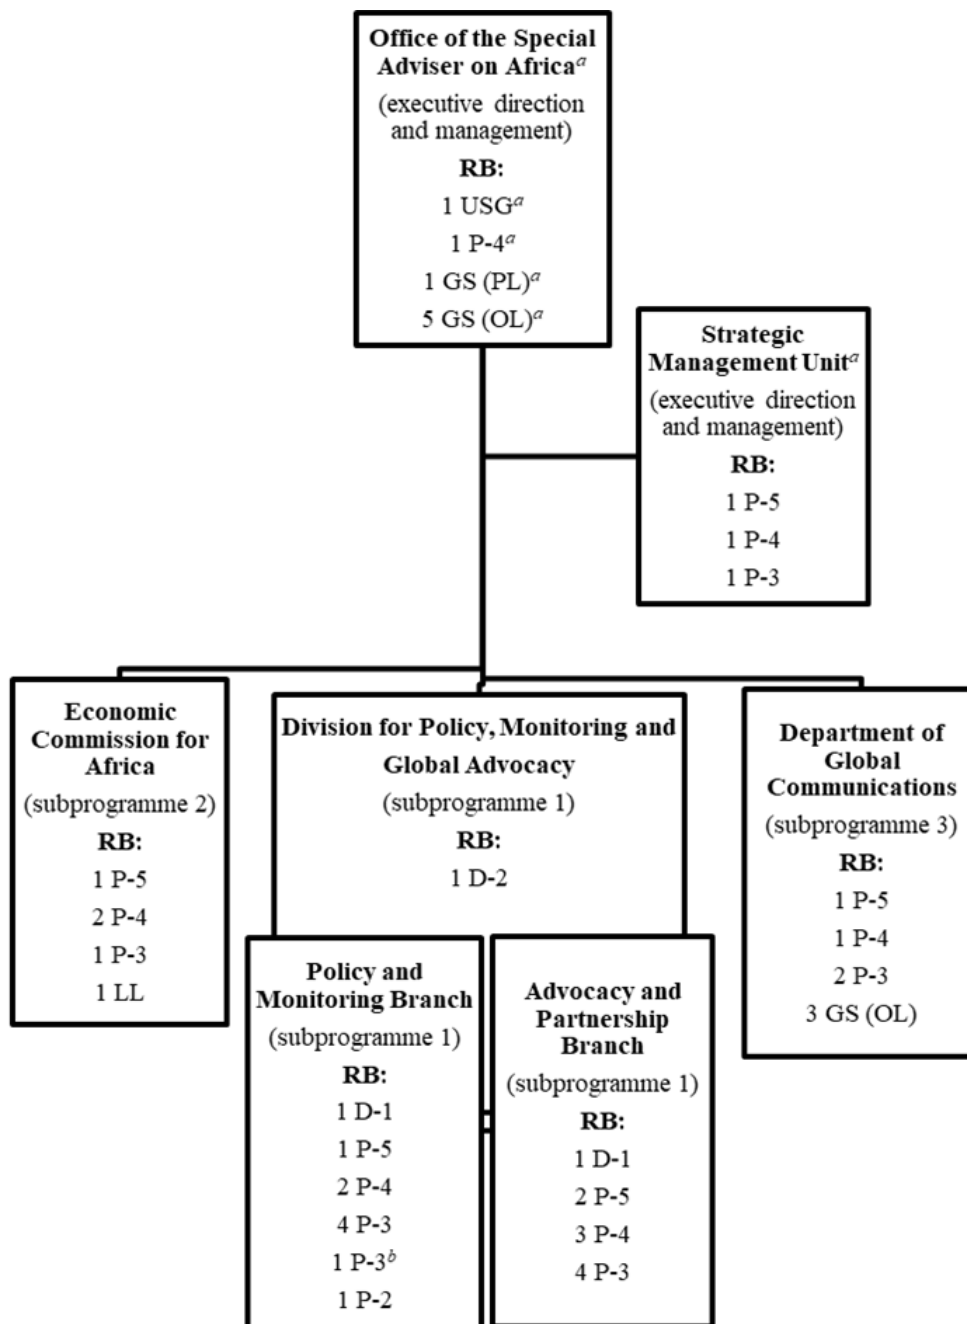 Office of the Special
Adviser on Africaᵃ
(executive direction
and management)
RB:
1 USGᵃ
1 P-4ᵃ
1 GS (PL)ᵃ
5 GS (OL)ᵃ
Strategic
Management Unitᵃ
(executive direction
and management)
RB:
1 P-5
1 P-4
1 P-3
Economic
Commission for
Africa
(subprogramme 2)
RB:
1 P-5
2 P-4
1 P-3
1 LL
Division for Policy, Monitoring and
Global Advocacy
(subprogramme 1)
RB:
1 D-2
Department of
Global
Communications
(subprogramme 3)
RB:
1 P-5
1 P-4
2 P-3
3 GS (OL)
Policy and
Monitoring Branch
(subprogramme 1)
RB:
1 D-1
1 P-5
2 P-4
4 P-3
1 P-3ᵇ
1 P-2
Advocacy and
Partnership
Branch
(subprogramme 1)
RB:
1 D-1
2 P-5
3 P-4
4 P-3